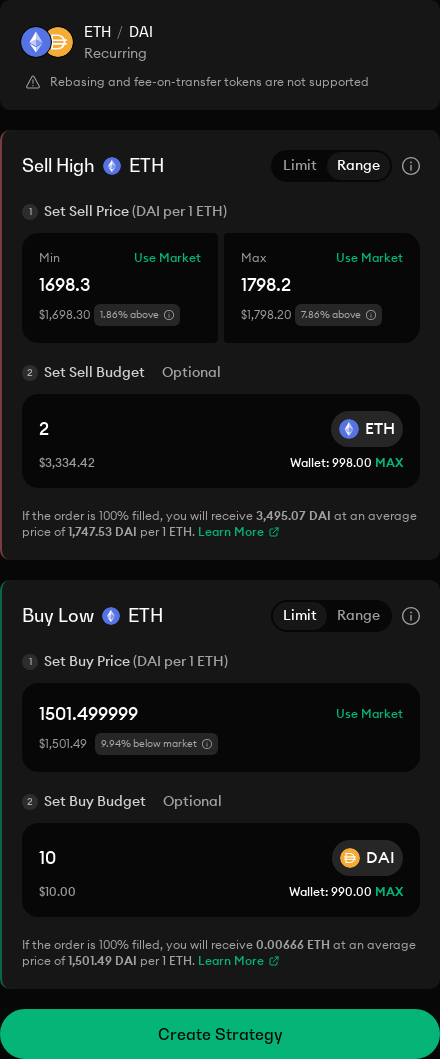 ETH / DAI
Recurring
Rebasing and fee-on-transfer tokens are not supported
Sell High ETH Limit Range
1 Set Sell Price (DAI per 1 ETH)
Min Use Market Max Use Market
1698.3 1798.2
$1,698.30 1.86% above $1,798.20 7.86% above
2 Set Sell Budget Optional
2 ETH
$3,334.42 Wallet: 998.00 MAX
If the order is 100% filled, you will receive 3,495.07 DAI at an average
price of 1,747.53 DAI per 1 ETH. Learn More
Buy Low ETH Limit Range
1 Set Buy Price (DAI per 1 ETH)
1501.499999 Use Market
$1,501.49 9.94% below market
2 Set Buy Budget Optional
10 DAI
$10.00 Wallet: 990.00 MAX
If the order is 100% filled, you will receive 0.00666 ETH at an average
price of 1,501.49 DAI per 1 ETH. Learn More
Create Strategy